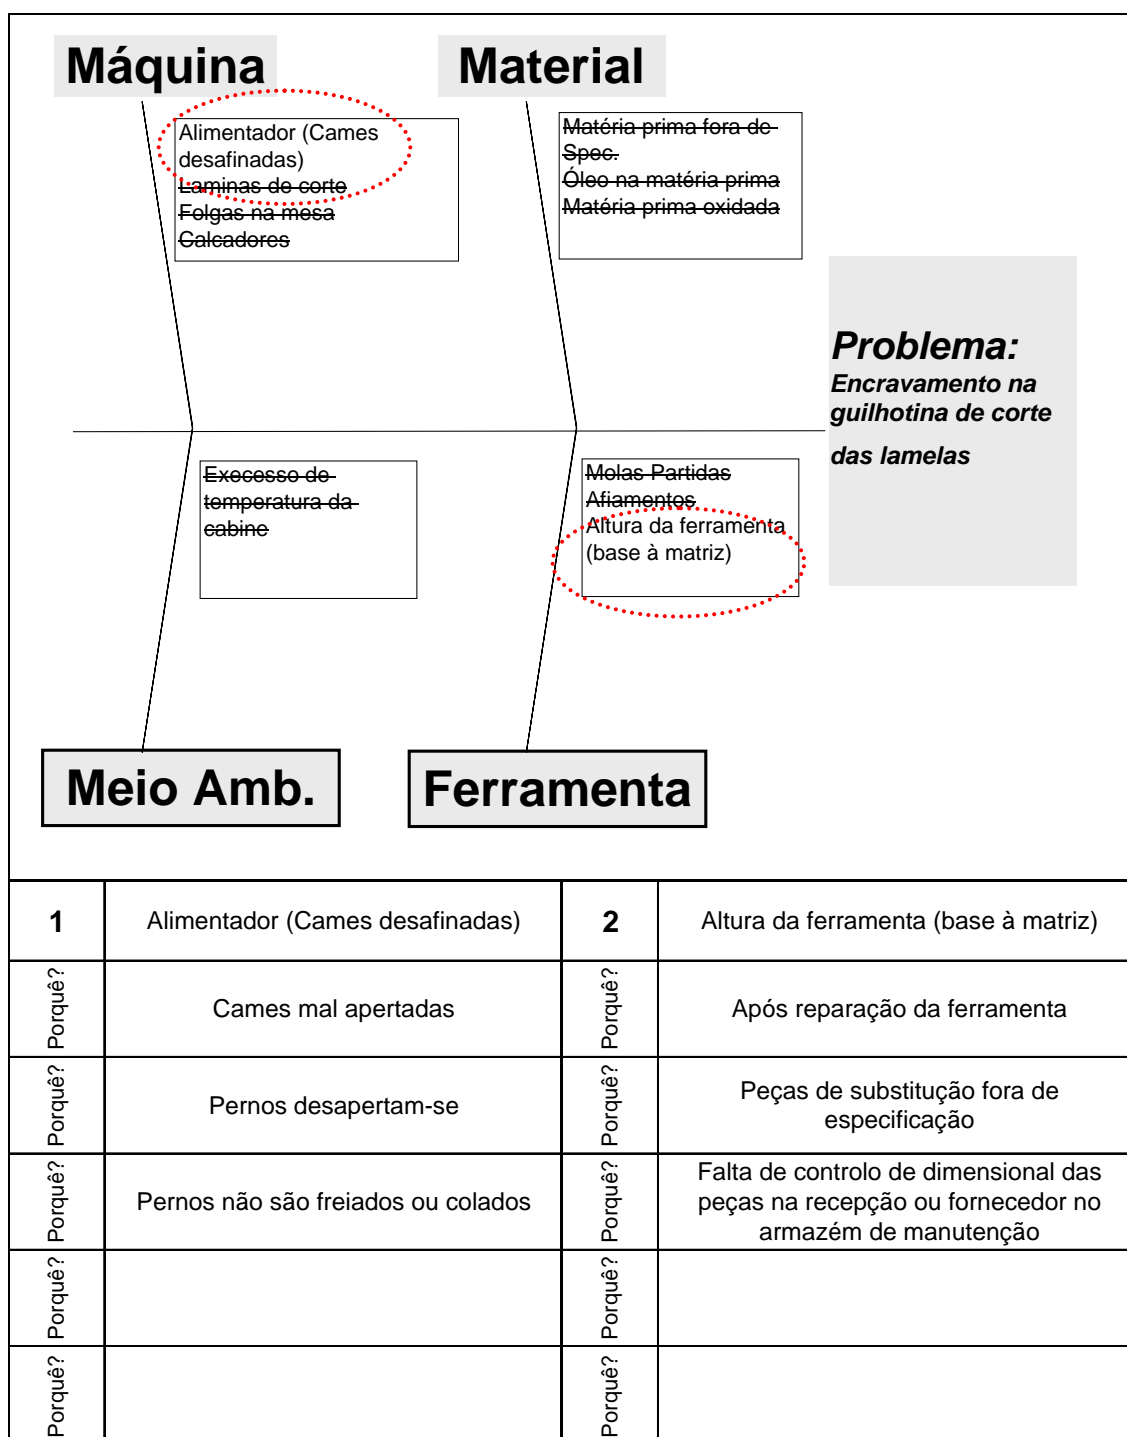 Máquina
Material
Alimentador (Cames
desafinadas)
Laminas de corte
Folgas na mesa
Calcadores
Matéria prima fora de
Spec.
Óleo na matéria prima
Matéria prima oxidada
Problema:
Encravamento na
guilhotina de corte
das lamelas
Execesso de
temperatura da
cabine
Molas Partidas
Afiamentos
Altura da ferramenta
(base à matriz)
Meio Amb.
Ferramenta
1
Alimentador (Cames desafinadas)
2
Altura da ferramenta (base à matriz)
Porquê?
Cames mal apertadas
Porquê?
Após reparação da ferramenta
Porquê?
Pernos desapertam-se
Porquê?
Peças de substitução fora de
especificação
Porquê?
Pernos não são freiados ou colados
Porquê?
Falta de controlo de dimensional das
peças na recepção ou fornecedor no
armazém de manutenção
Porquê?
Porquê?
Porquê?
Porquê?